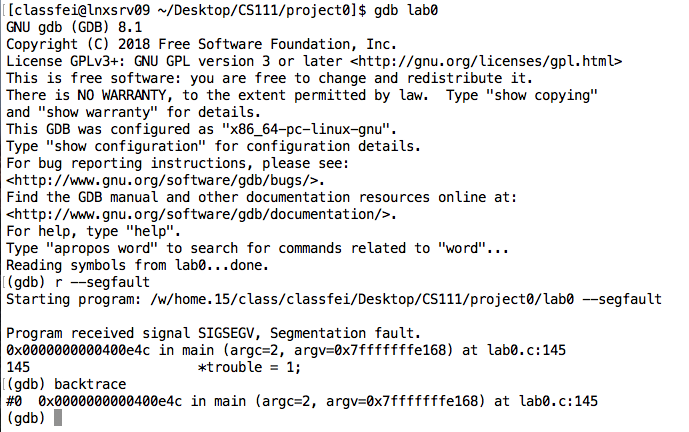 [classfei@lnxsrv09 ~/Desktop/CS111/project0]$ gdb lab0
GNU gdb (GDB) 8.1
Copyright (C) 2018 Free Software Foundation, Inc.
License GPLv3+: GNU GPL version 3 or later <http://gnu.org/licenses/gpl.html>
This is free software: you are free to change and redistribute it.
There is NO WARRANTY, to the extent permitted by law.  Type "show copying"
and "show warranty" for details.
This GDB was configured as "x86_64-pc-linux-gnu".
Type "show configuration" for configuration details.
For bug reporting instructions, please see:
<http://www.gnu.org/software/gdb/bugs/>.
Find the GDB manual and other documentation resources online at:
<http://www.gnu.org/software/gdb/documentation/>.
For help, type "help".
Type "apropos word" to search for commands related to "word"...
Reading symbols from lab0...done.
(gdb) r --segfault
Starting program: /w/home.15/class/classfei/Desktop/CS111/project0/lab0 --segfault

Program received signal SIGSEGV, Segmentation fault.
0x0000000000400e4c in main (argc=2, argv=0x7fffffffe168) at lab0.c:145
145                     *trouble = 1;
(gdb) backtrace
#0  0x0000000000400e4c in main (argc=2, argv=0x7fffffffe168) at lab0.c:145
(gdb)